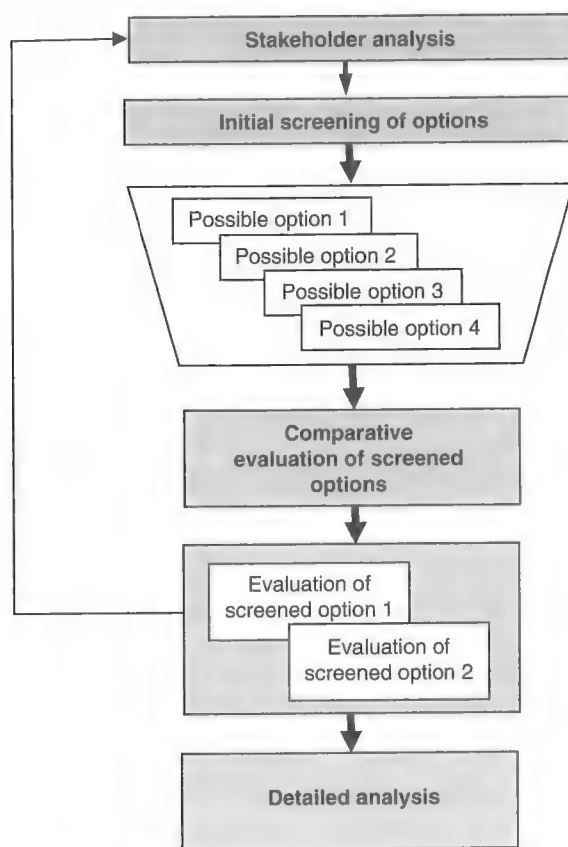 Stakeholder analysis
Initial screening of options
Possible option 1
Possible option 2
Possible option 3
Possible option 4
Comparative
evaluation of screened
options
Evaluation of
screened option 1
Evaluation of
screened option 2
Detailed analysis